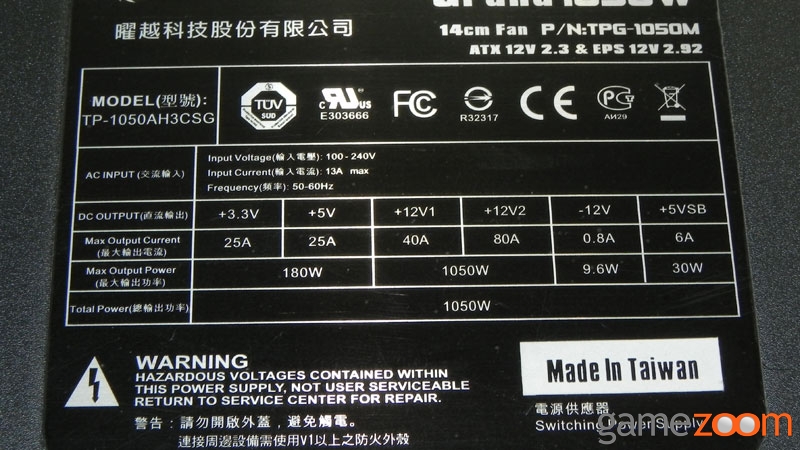 Grand1050W
曜越科技股份有限公司
14cm Fan P/N:TPG-1050M
ATX 12V 2.3 & EPS 12V 2.92
MODEL(型號):
TP-1050AH3CSG
TÜV
SÜD
c RU US
E303666
FC
R32317
CE
PC
АИ29
AC INPUT (交流輸入)
Input Voltage(輸入電壓): 100 - 240V
Input Current(輸入電流): 13A max
Frequency(頻率): 50-60Hz
DC OUTPUT(直流輸出) +3.3V +5V +12V1 +12V2 -12V +5VSB
Max Output Current (最大輸出電流) 25A 25A 40A 80A 0.8A 6A
Max Output Power (最大輸出功率) 180W 1050W 9.6W 30W
Total Power(總輸出功率) 1050W
WARNING
HAZARDOUS VOLTAGES CONTAINED WITHIN
THIS POWER SUPPLY, NOT USER SERVICEABLE
RETURN TO SERVICE CENTER FOR REPAIR.
警告：請勿開啟外蓋，避免觸電。
連接周邊設備需使用V1以上之防火外殼
Made In Taiwan
電源供應器
Switching Power Supply
gamezoom